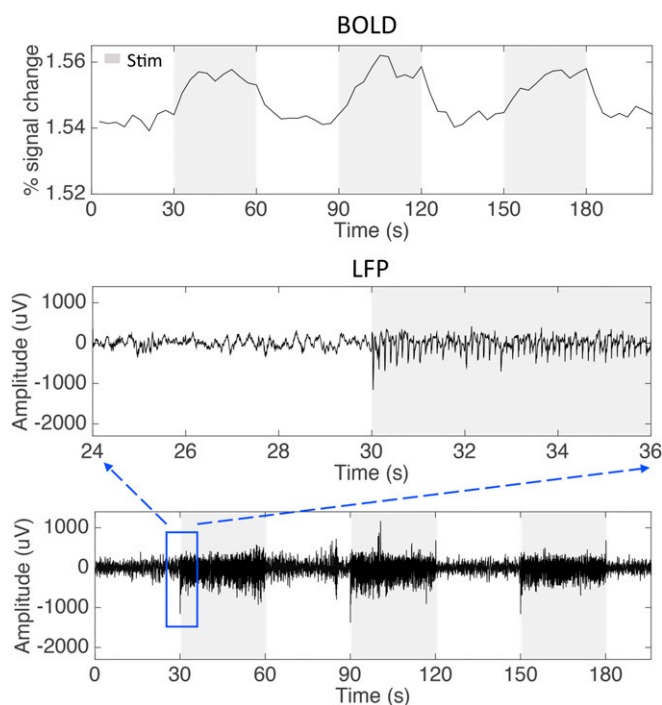 BOLD
% signal change
1.56
1.54
1.52
Stim
0 30 60 90 120 150 180
Time (s)
LFP
Amplitude (uV)
1000
0
-1000
-2000
24 26 28 30 32 34 36
Time (s)
Amplitude (uV)
1000
0
-1000
-2000
0 30 60 90 120 150 180
Time (s)